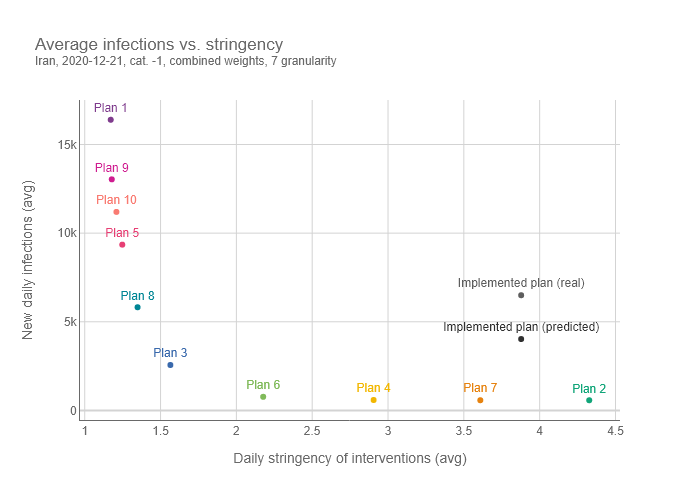 Average infections vs. stringency
Iran, 2020-12-21, cat. -1, combined weights, 7 granularity
Plan 1
15k
Plan 9
Plan 10
10k
Plan 5
Implemented plan (real)
Plan 8
5k
Implemented plan (predicted)
Plan 3
Plan 6
Plan 4
Plan 7
Plan 2
0
1
1.5
2
2.5
3
3.5
4
4.5
New daily infections (avg)
Daily stringency of interventions (avg)